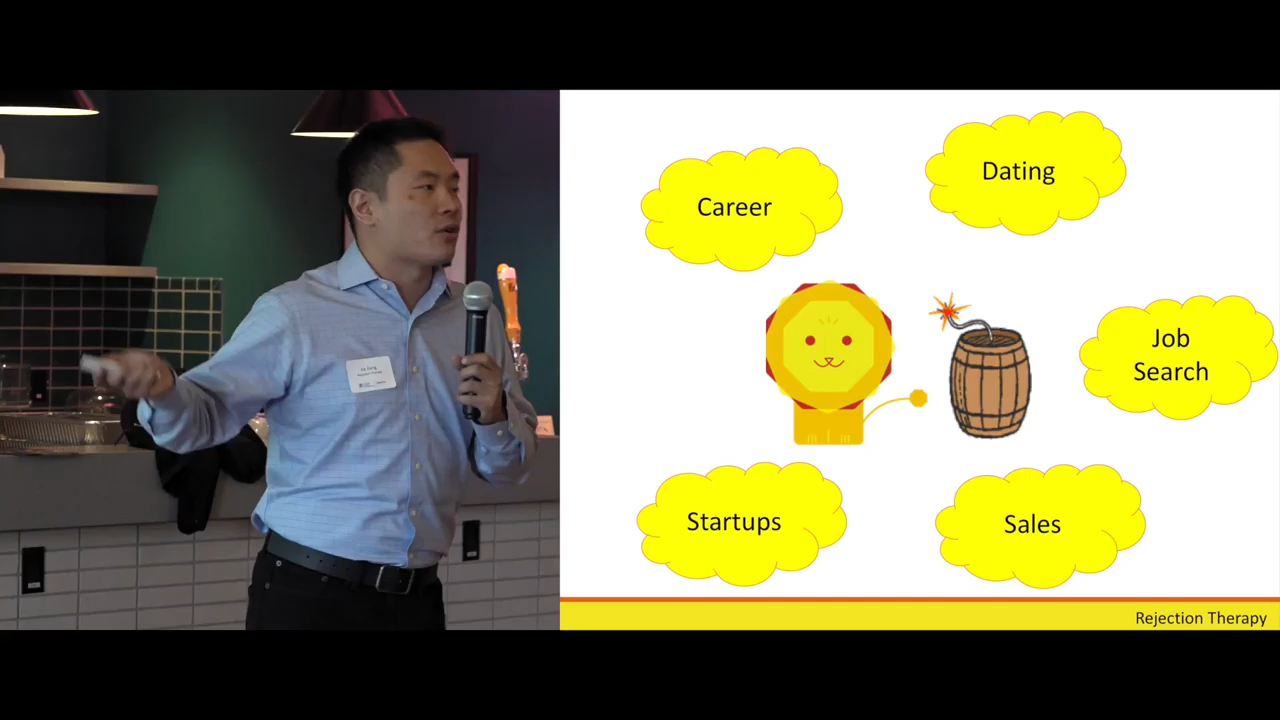 Career
Dating
Job
Search
Startups
Sales
Rejection Therapy